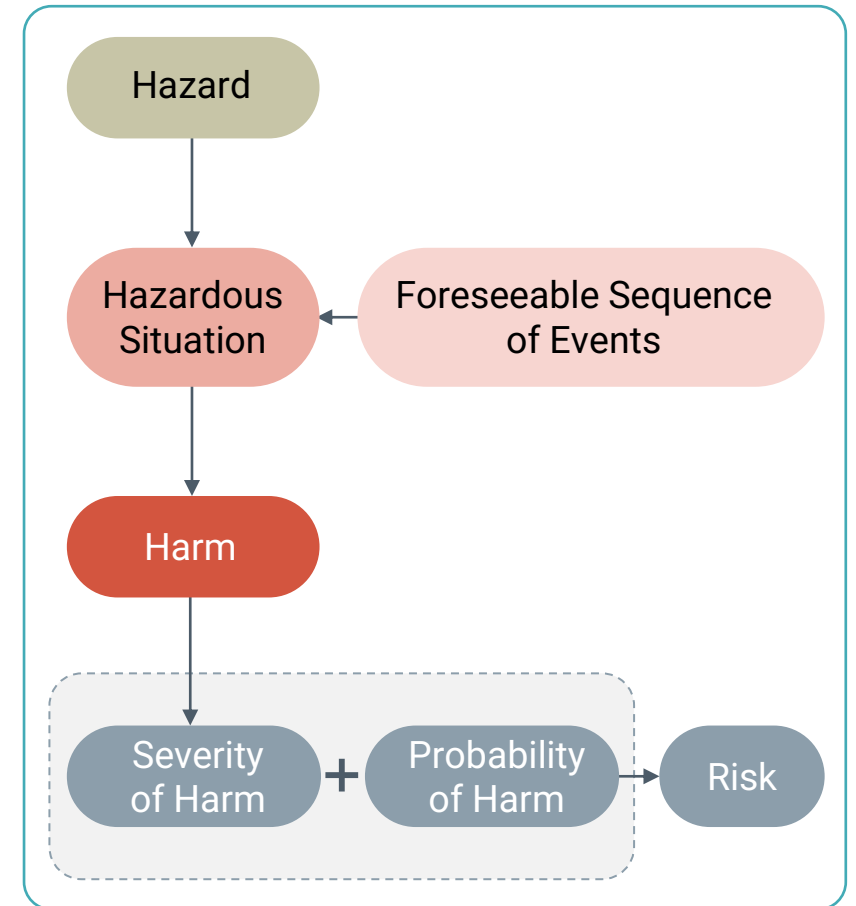 Hazard
Hazardous
Situation
Foreseeable Sequence
of Events
Harm
Severity
of Harm
+
Probability
of Harm
Risk